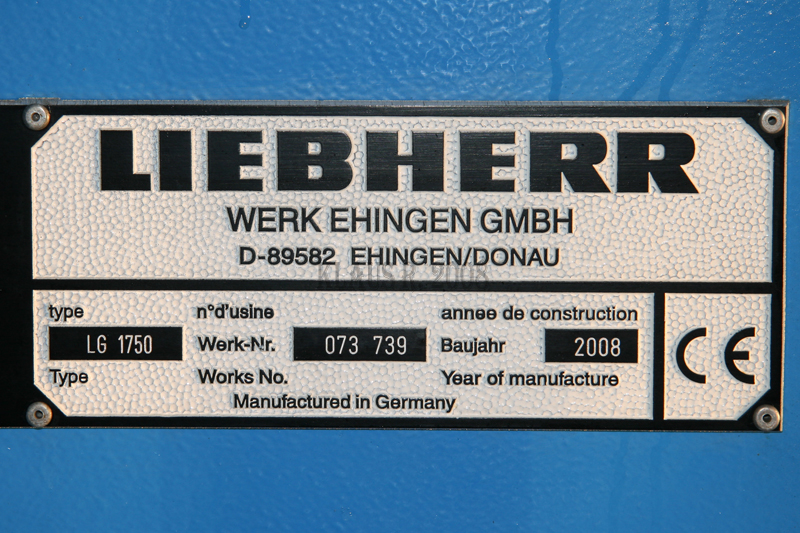 LIEBHERR
WERK EHINGEN GMBH
D-89582 EHINGEN/DONAU
KLAUS R. 2008
type n°d'usine annee de construction
LG 1750 Werk-Nr. 073 739 Baujahr 2008
Type Works No. Year of manufacture
Manufactured in Germany
CE